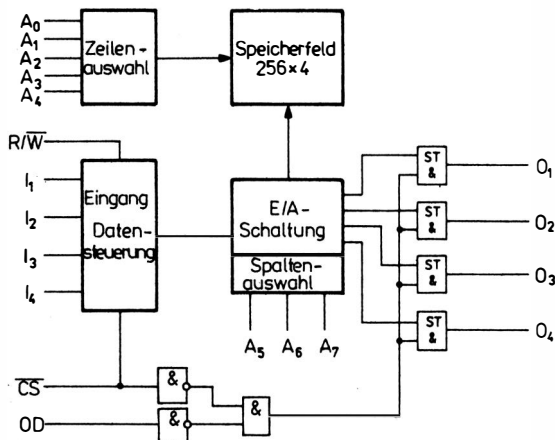 A₀
A₁
A₂
A₃
A₄
Zeilen-
auswahl
Speicherfeld
256×4
R/W̅
I₁
I₂
I₃
I₄
Eingang
Daten-
steuerung
E/A-
Schaltung
Spalten-
auswahl
A₅ A₆ A₇
ST
&
O₁
ST
&
O₂
ST
&
O₃
ST
&
O₄
C̅S̅
&
OD
&
&